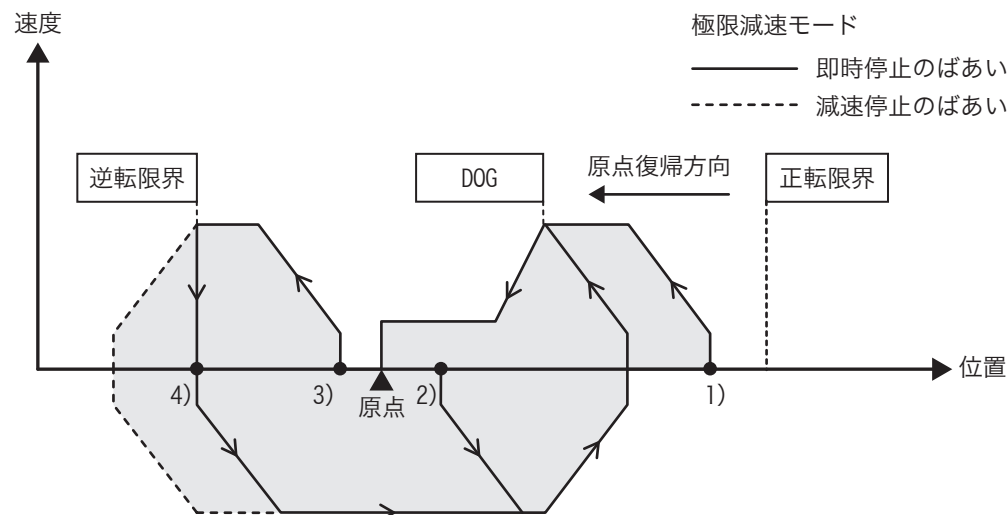 速度
極限減速モード
即時停止のばあい
減速停止のばあい
逆転限界
DOG
原点復帰方向
正転限界
位置
4)
3)
原点
2)
1)